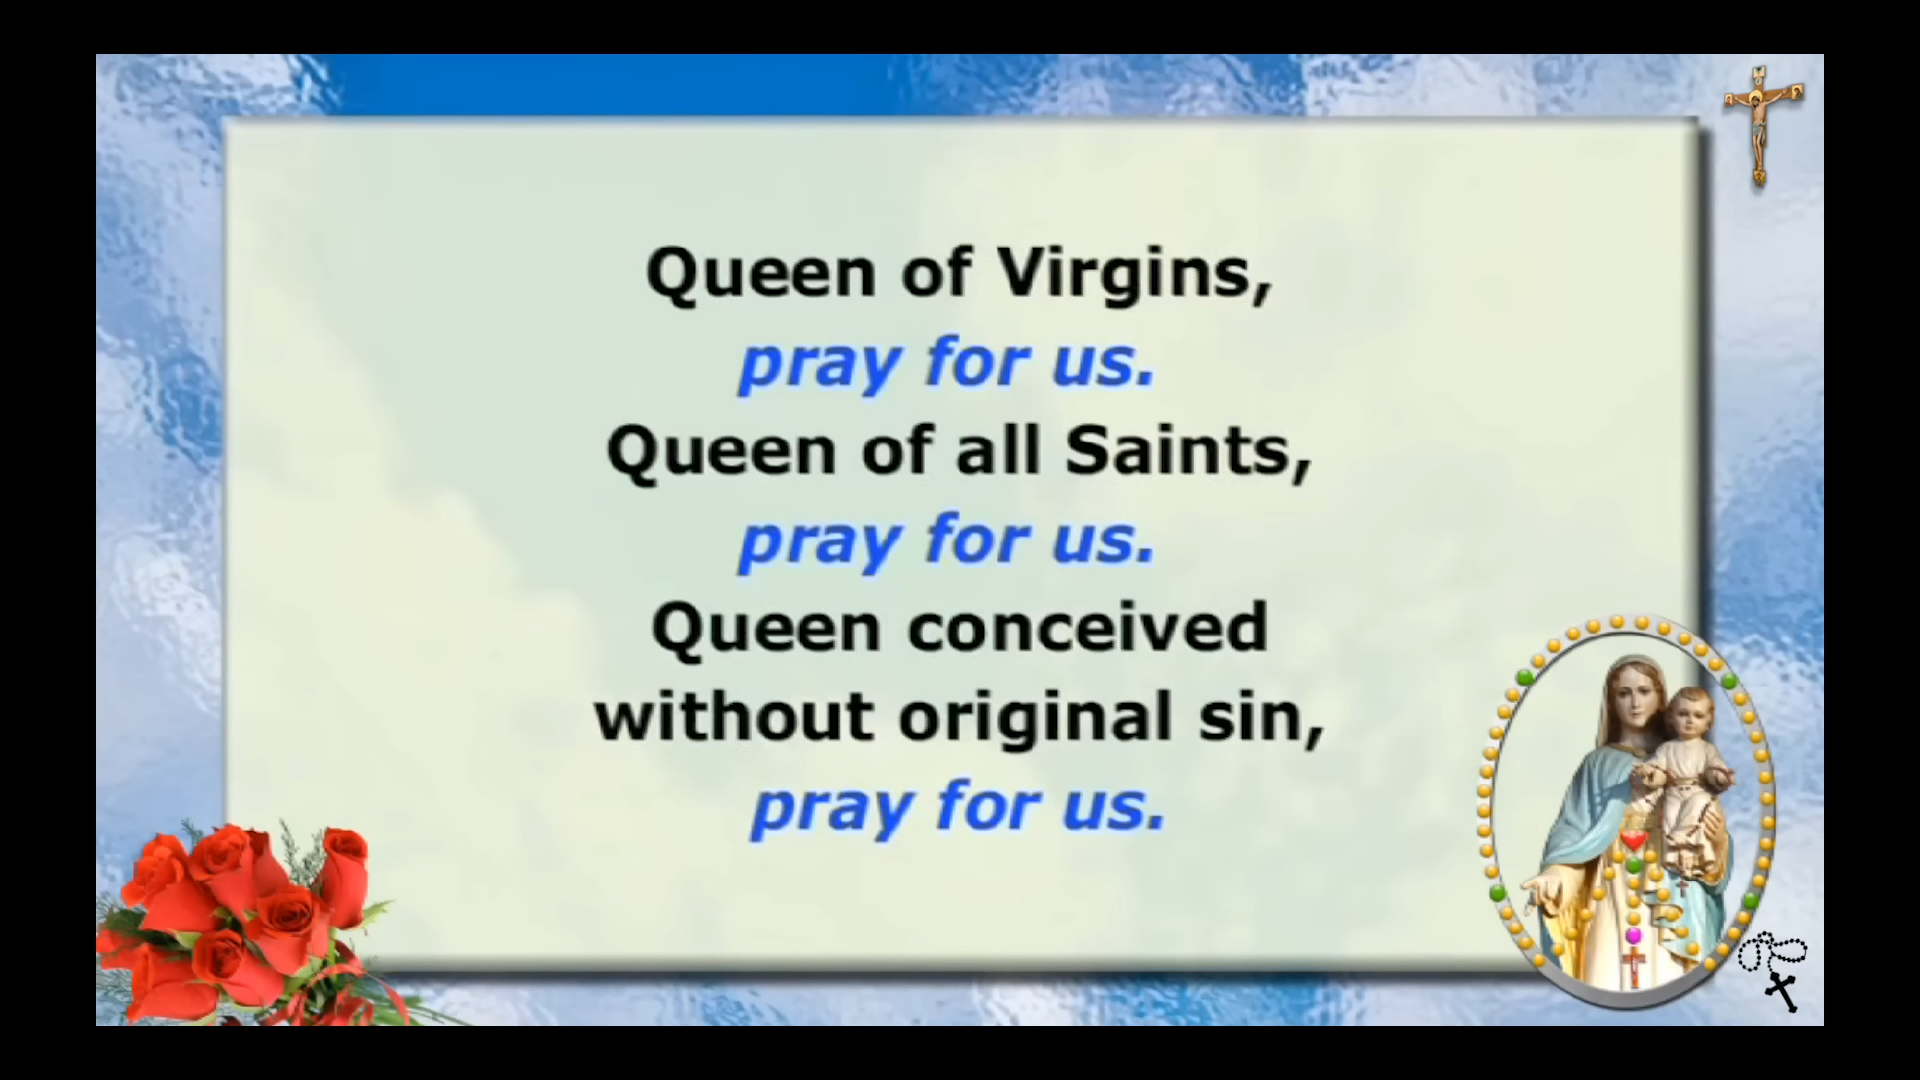 Queen of Virgins,
pray for us.
Queen of all Saints,
pray for us.
Queen conceived
without original sin,
pray for us.